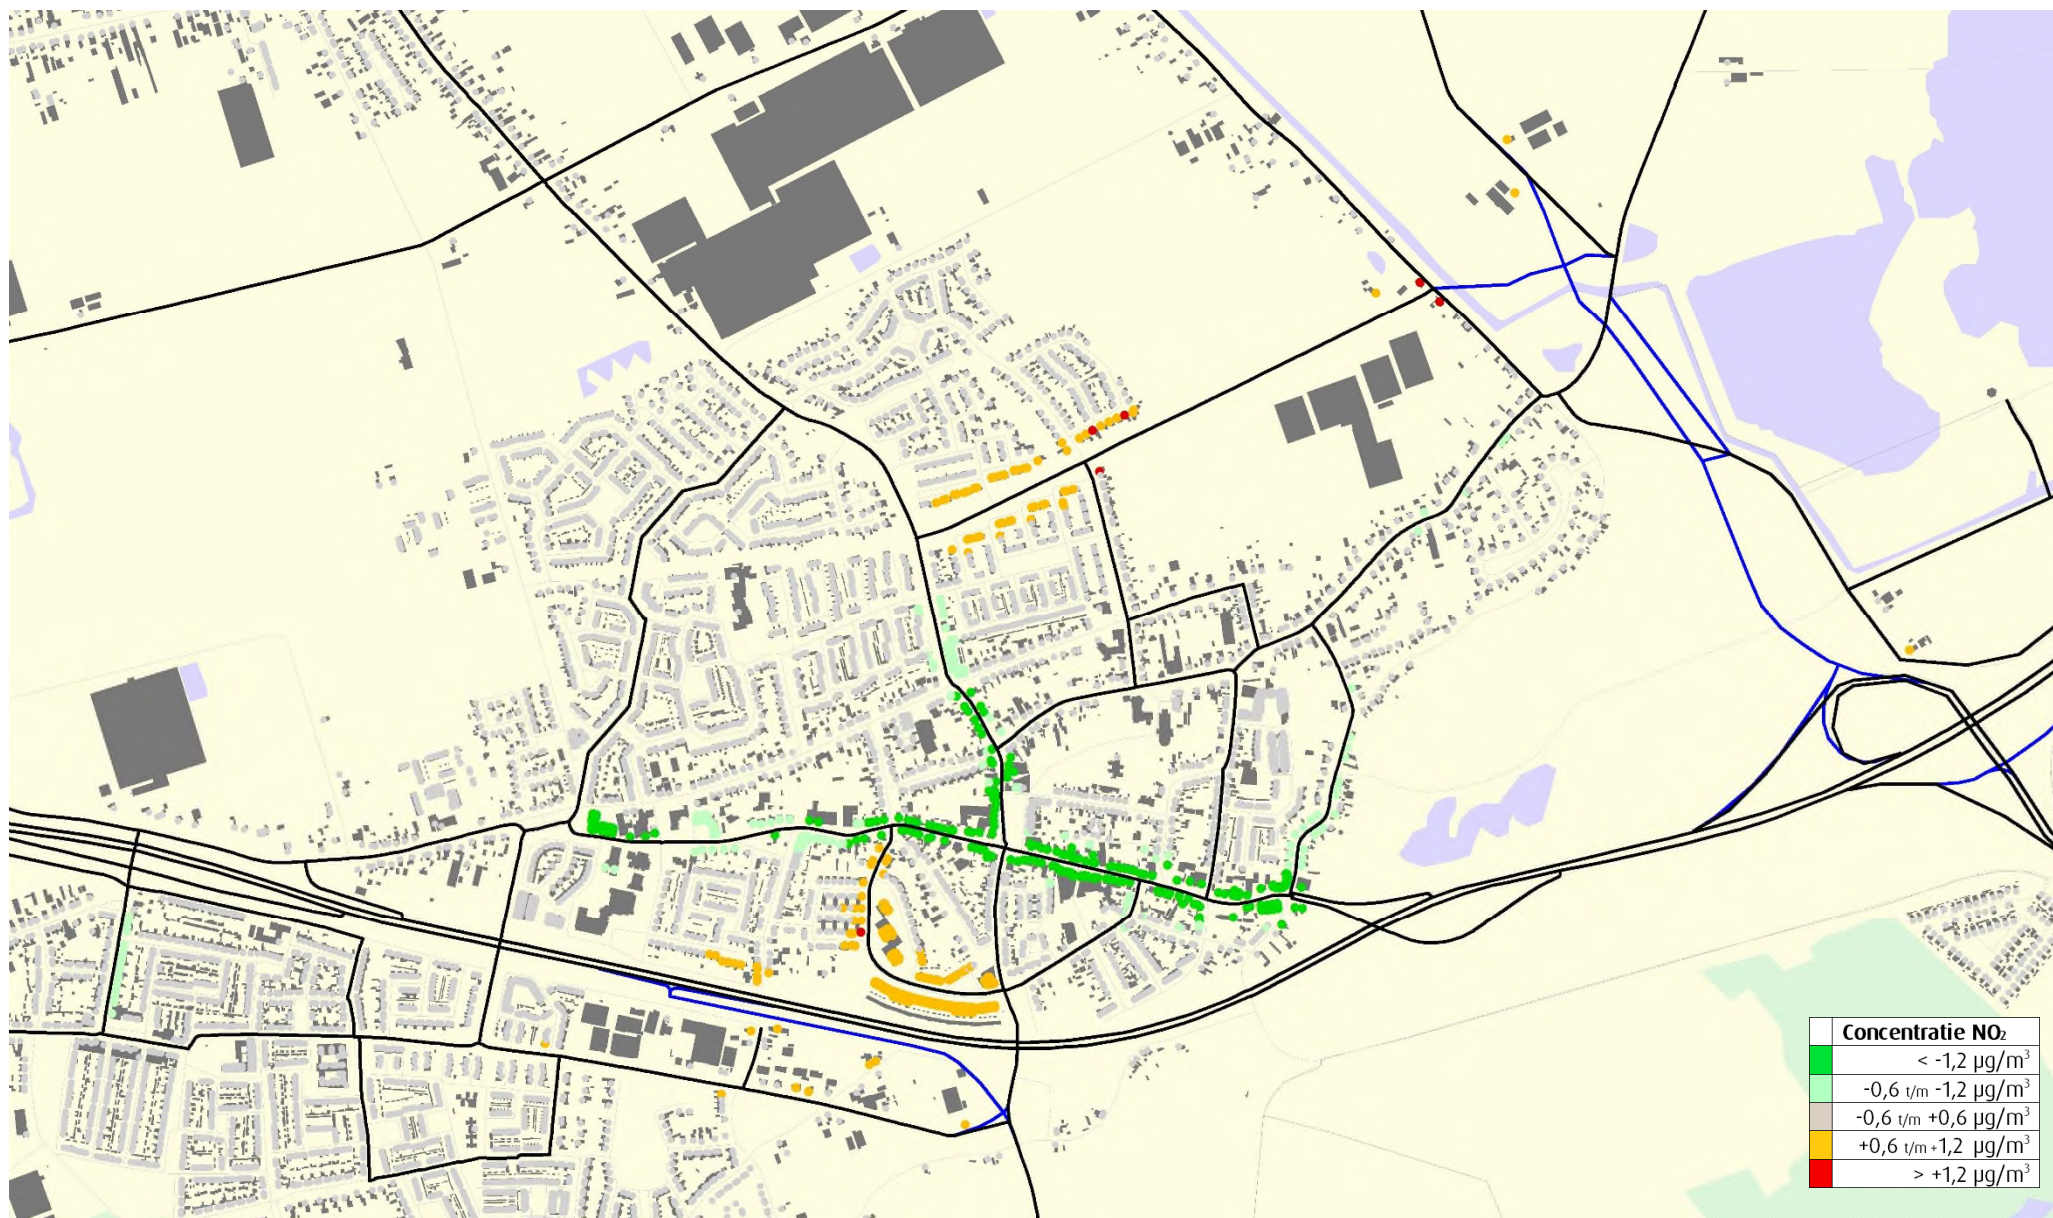 Concentratie NO₂
< -1,2 µg/m³
-0,6 t/m -1,2 µg/m³
-0,6 t/m +0,6 µg/m³
+0,6 t/m +1,2 µg/m³
> +1,2 µg/m³